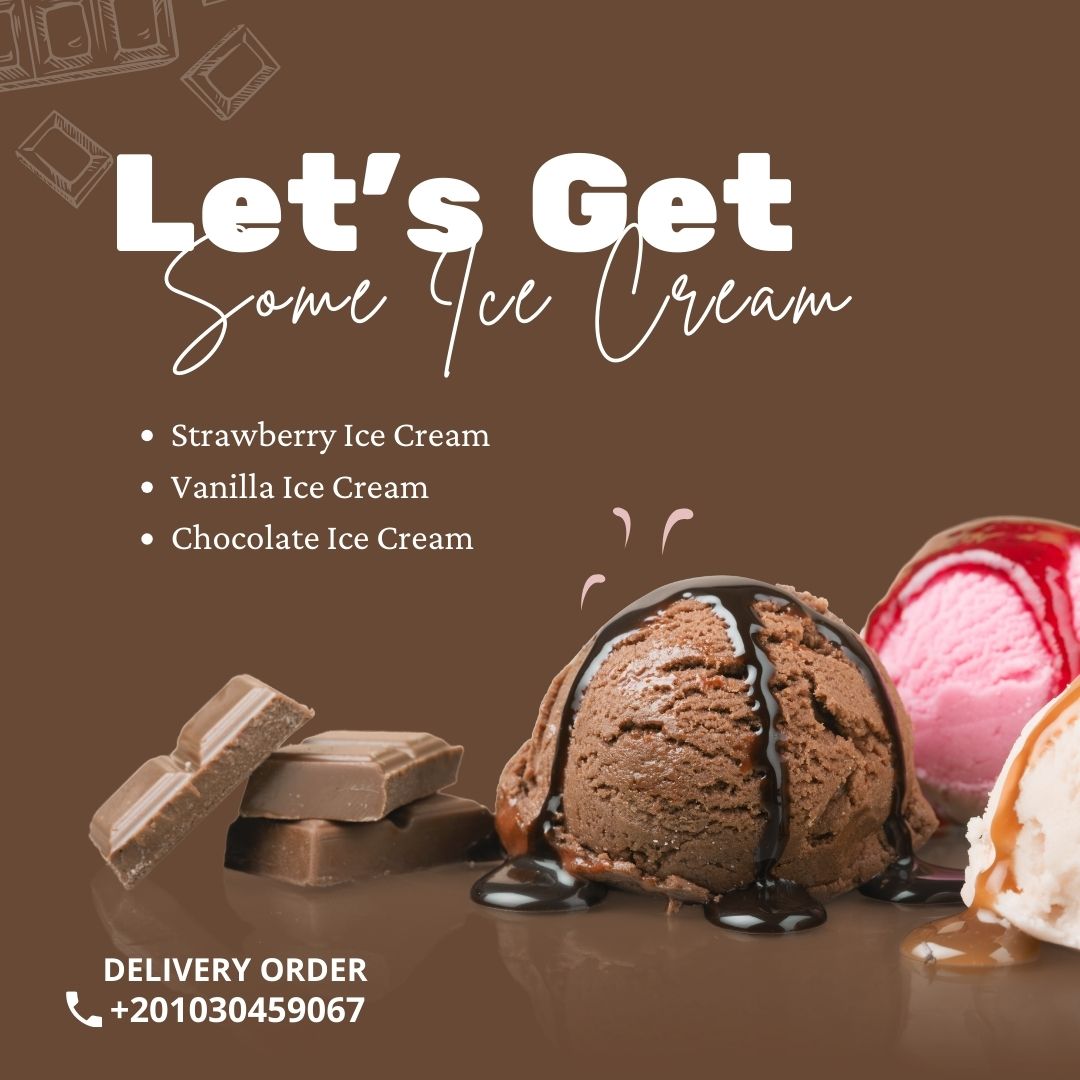 Let's Get
Some Ice Cream
Strawberry Ice Cream
Vanilla Ice Cream
Chocolate Ice Cream
DELIVERY ORDER
+201030459067